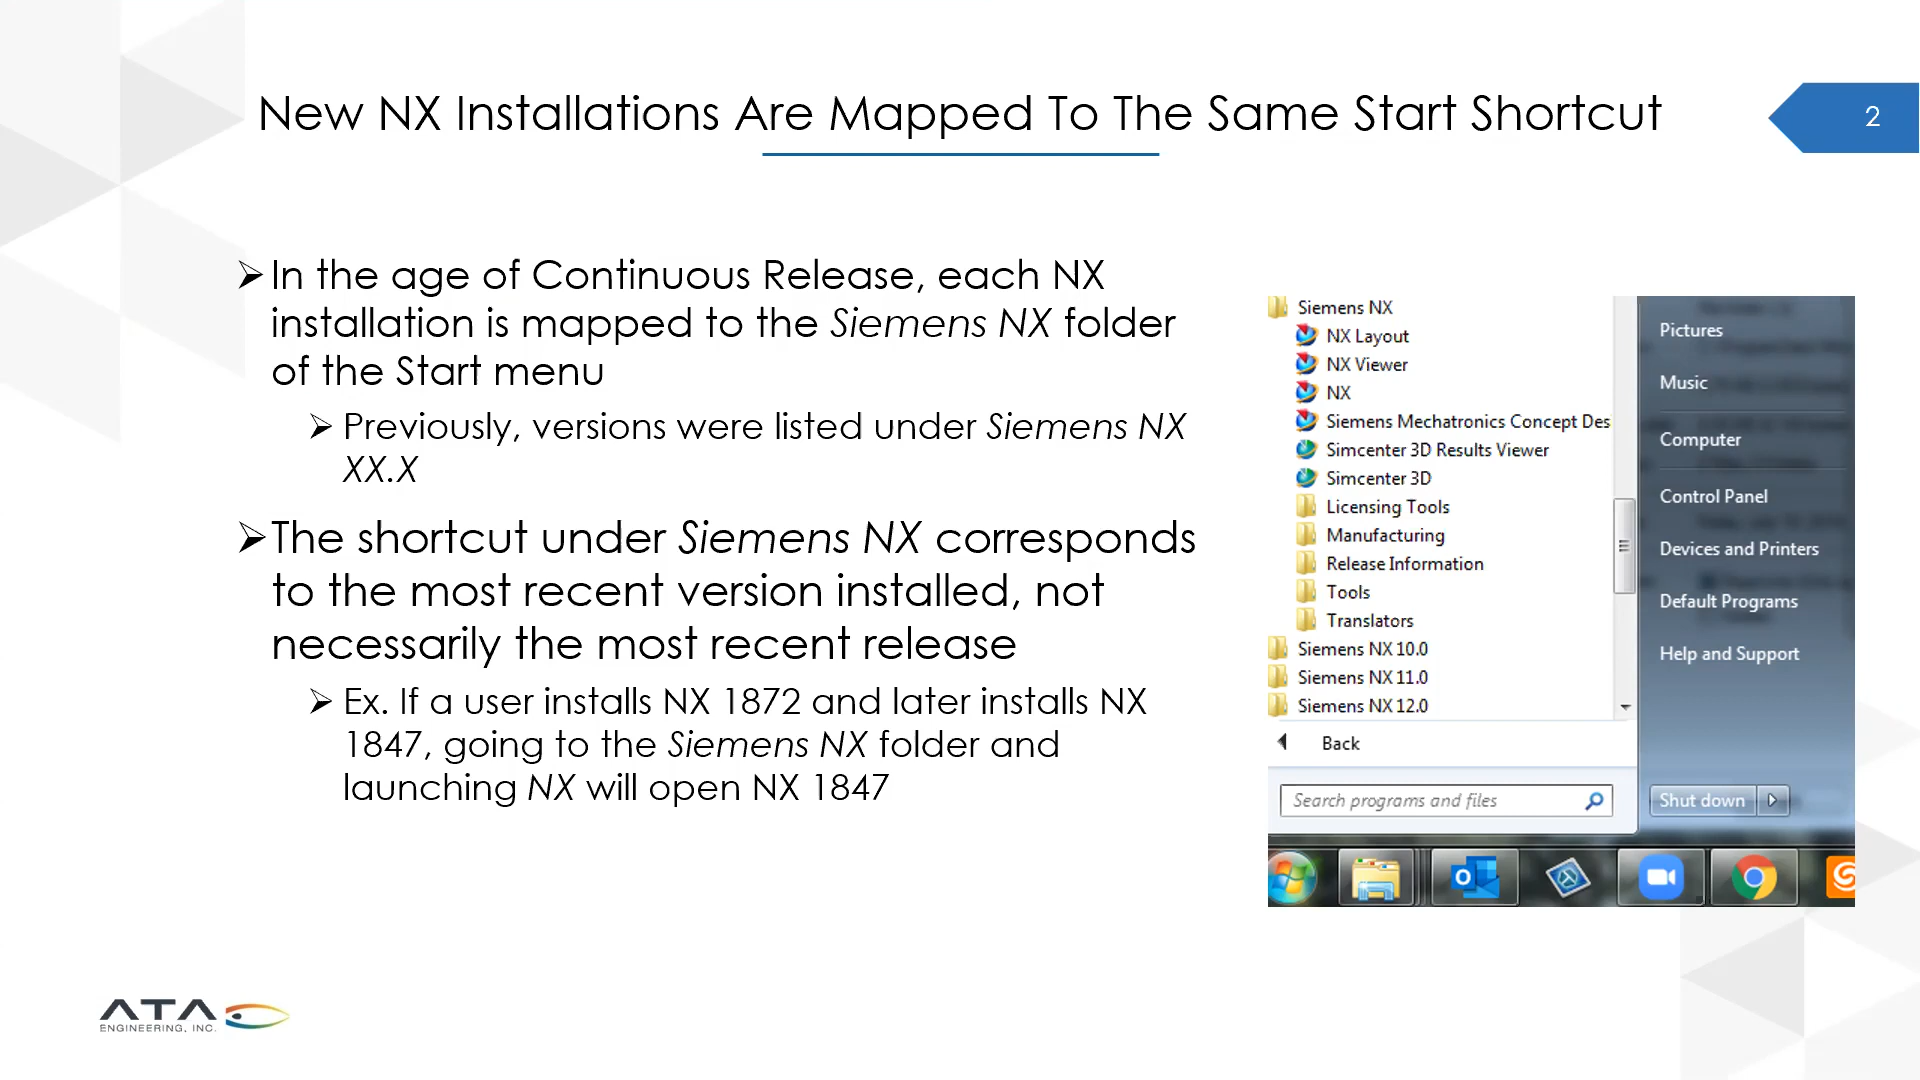 New NX Installations Are Mapped To The Same Start Shortcut
2
➢In the age of Continuous Release, each NX
installation is mapped to the Siemens NX folder
of the Start menu
➢Previously, versions were listed under Siemens NX
XX.X
➢The shortcut under Siemens NX corresponds
to the most recent version installed, not
necessarily the most recent release
➢Ex. If a user installs NX 1872 and later installs NX
1847, going to the Siemens NX folder and
launching NX will open NX 1847
Siemens NX
NX Layout
NX Viewer
NX
Siemens Mechatronics Concept Des
Simcenter 3D Results Viewer
Simcenter 3D
Licensing Tools
Manufacturing
Release Information
Tools
Translators
Siemens NX 10.0
Siemens NX 11.0
Siemens NX 12.0
Back
Search programs and files
Pictures
Music
Computer
Control Panel
Devices and Printers
Default Programs
Help and Support
Shut down
ATA
ENGINEERING, INC.